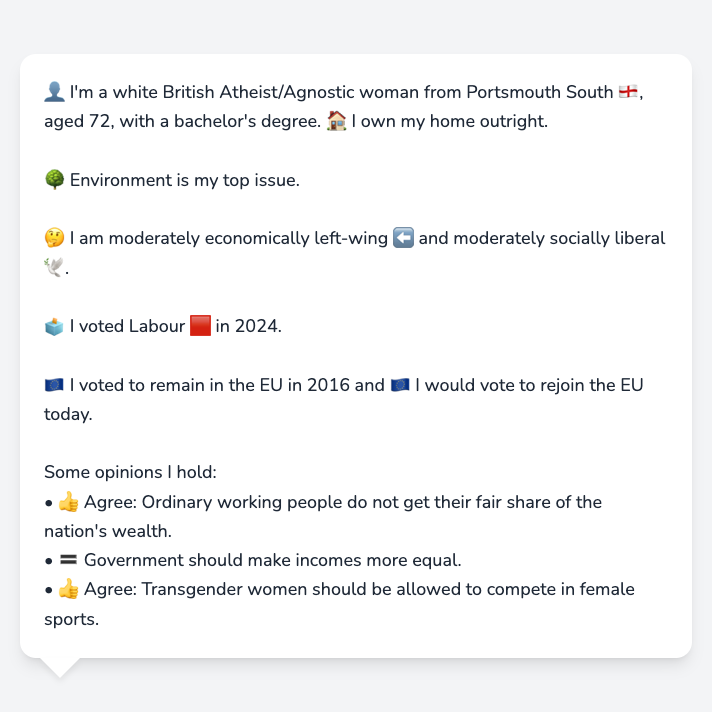 👤 I'm a white British Atheist/Agnostic woman from Portsmouth South 🏴󠁧󠁢󠁥󠁮󠁧󠁿,
aged 72, with a bachelor's degree. 🏠 I own my home outright.
🌳 Environment is my top issue.
🤔 I am moderately economically left-wing ⬅️ and moderately socially liberal
🕊️.
🗳️ I voted Labour 🟥 in 2024.
🇪🇺 I voted to remain in the EU in 2016 and 🇪🇺 I would vote to rejoin the EU
today.
Some opinions I hold:
• 👍 Agree: Ordinary working people do not get their fair share of the
nation's wealth.
• 🟰 Government should make incomes more equal.
• 👍 Agree: Transgender women should be allowed to compete in female
sports.